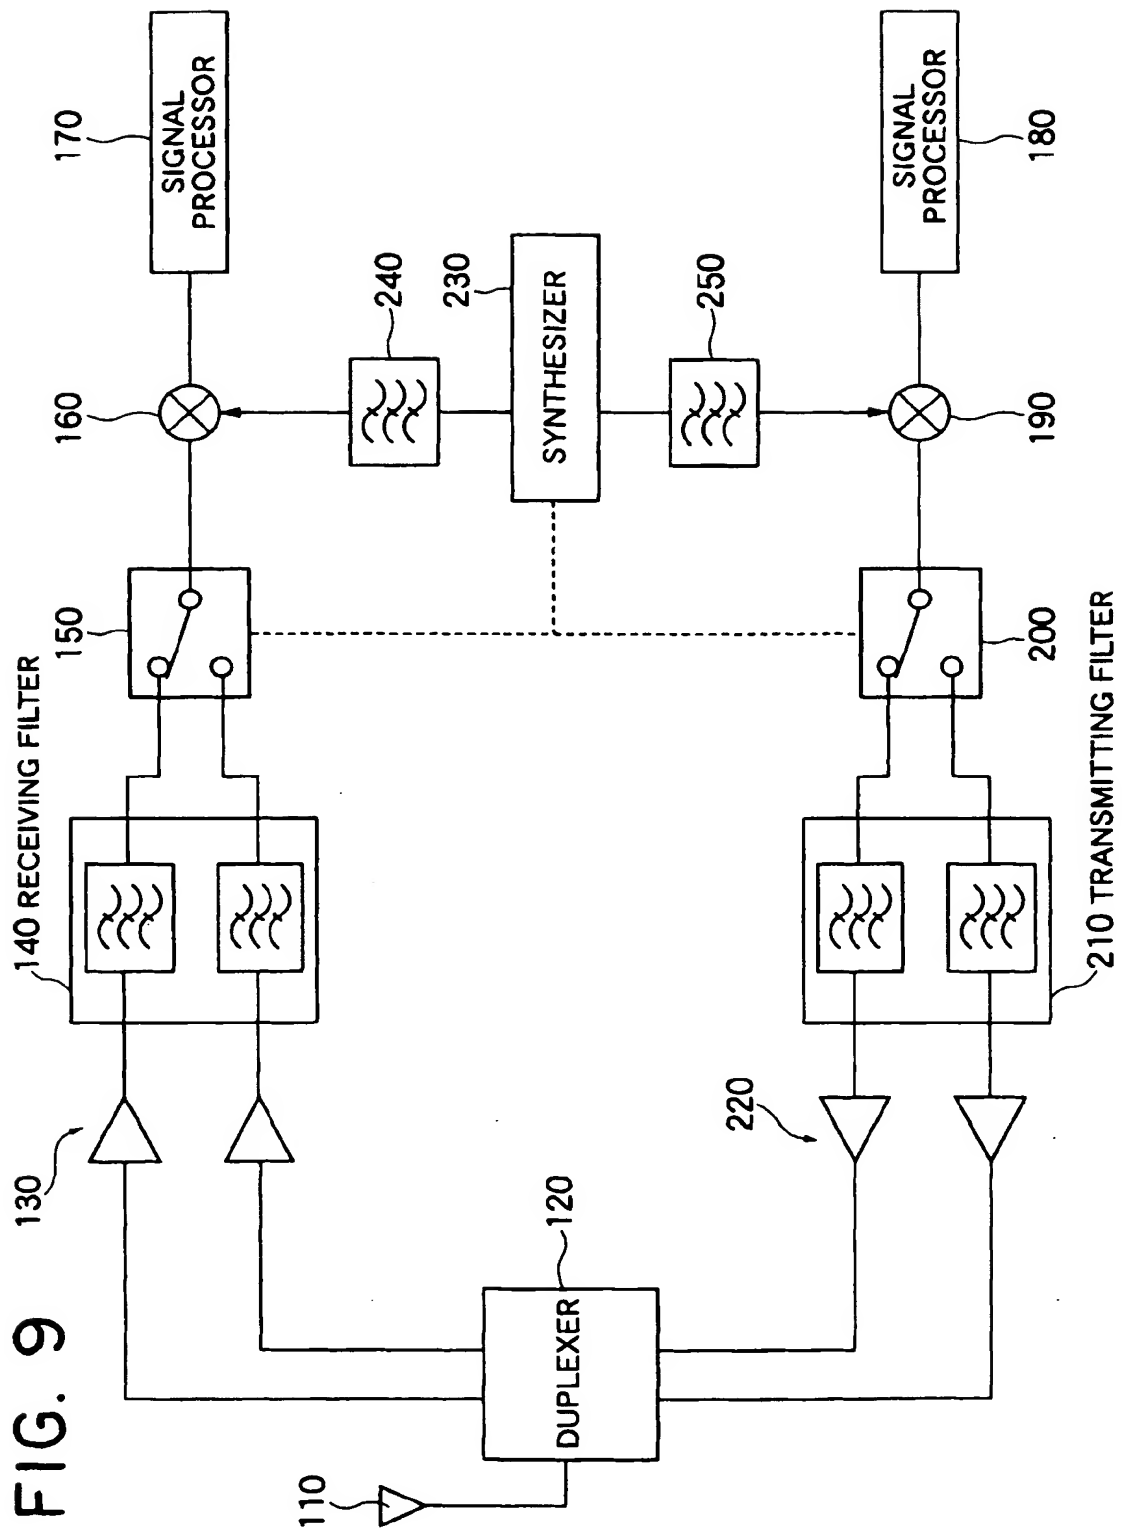 FIG. 9
110
120
DUPLEXER
130
140 RECEIVING FILTER
150
160
170
SIGNAL
PROCESSOR
240
230
SYNTHESIZER
250
220
210 TRANSMITTING FILTER
200
190
180
SIGNAL
PROCESSOR